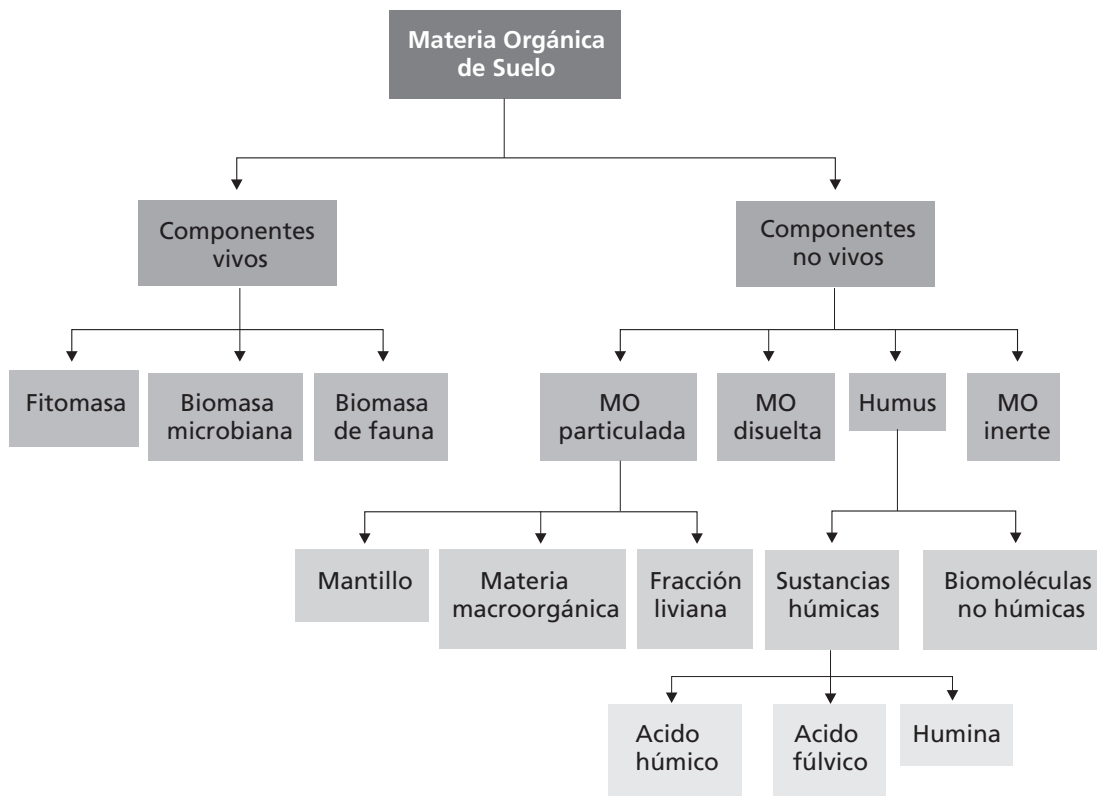 Materia Orgánica
de Suelo
Componentes
vivos
Componentes
no vivos
Fitomasa
Biomasa
microbiana
Biomasa
de fauna
MO
particulada
MO
disuelta
Humus
MO
inerte
Mantillo
Materia
macroorgánica
Fracción
liviana
Sustancias
húmicas
Biomoléculas
no húmicas
Acido
húmico
Acido
fúlvico
Humina